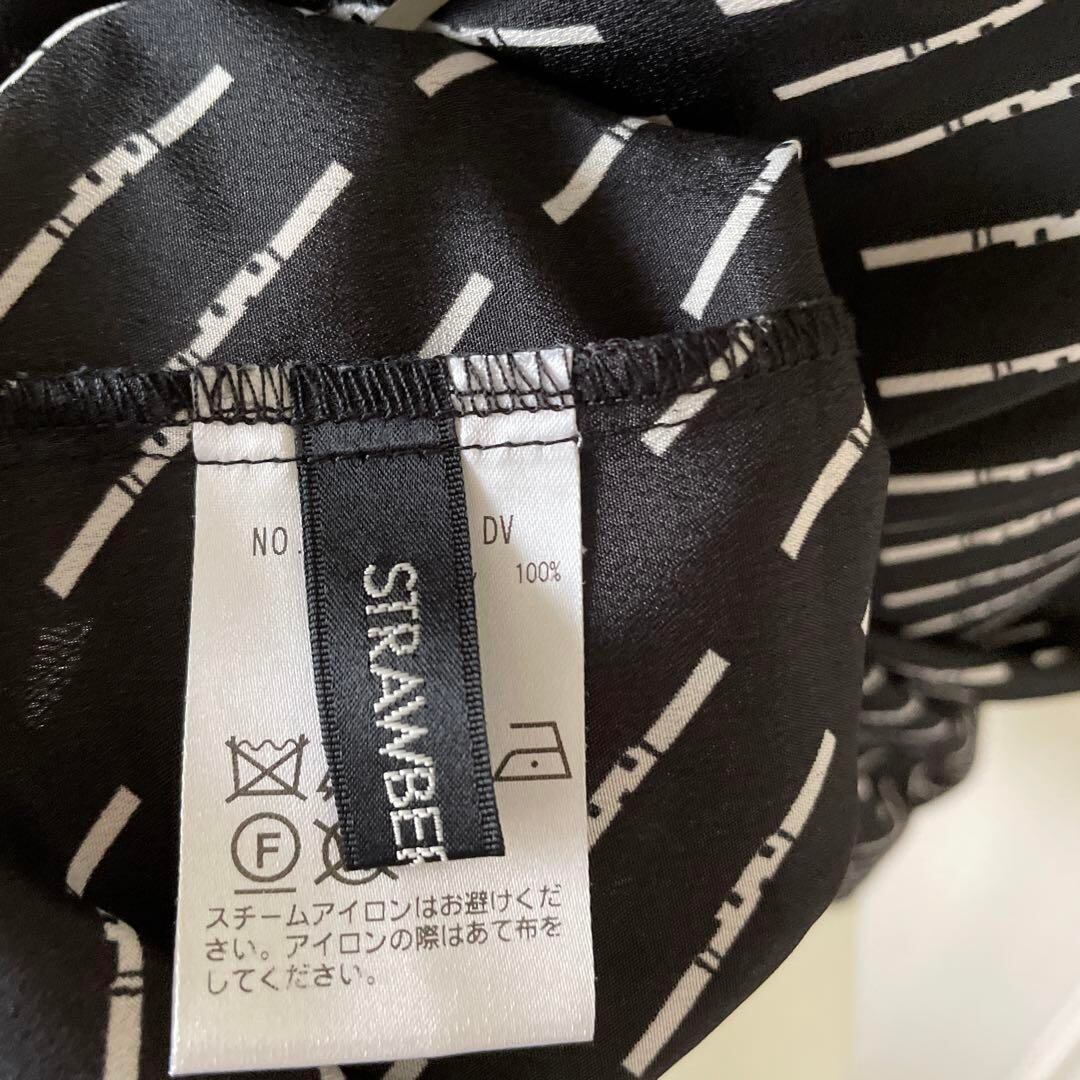 NO. DV
100%
STRAWBER
F
スチームアイロンはお避けくだ
さい。アイロンの際はあて布を
してください。